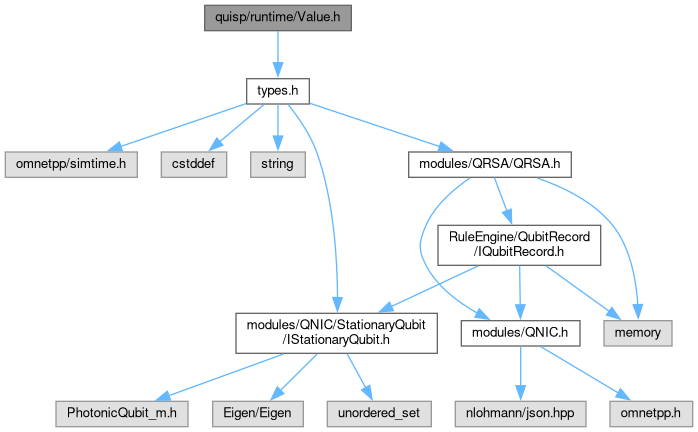 quisp/runtime/Value.h
types.h
omnetpp/simtime.h
cstddef
string
modules/QRSA/QRSA.h
RuleEngine/QubitRecord
/IQubitRecord.h
modules/QNIC/StationaryQubit
/IStationaryQubit.h
modules/QNIC.h
memory
PhotonicQubit_m.h
Eigen/Eigen
unordered_set
nlohmann/json.hpp
omnetpp.h